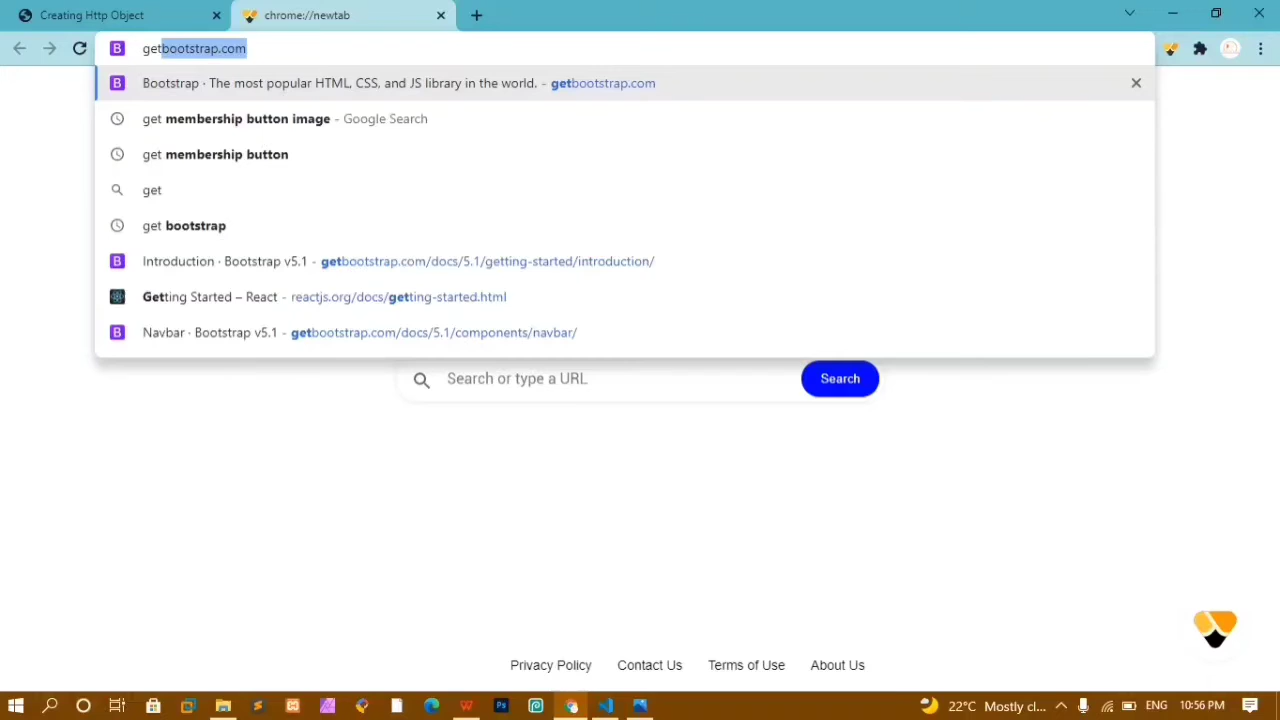 Creating Http Object
chrome://newtab
getbootstrap.com
Bootstrap · The most popular HTML, CSS, and JS library in the world. - getbootstrap.com
get membership button image - Google Search
get membership button
get
get bootstrap
Introduction · Bootstrap v5.1 - getbootstrap.com/docs/5.1/getting-started/introduction/
Getting Started – React - reactjs.org/docs/getting-started.html
Navbar · Bootstrap v5.1 - getbootstrap.com/docs/5.1/components/navbar/
Search or type a URL
Search
Privacy Policy
Contact Us
Terms of Use
About Us
22°C Mostly cl... ENG 10:56 PM